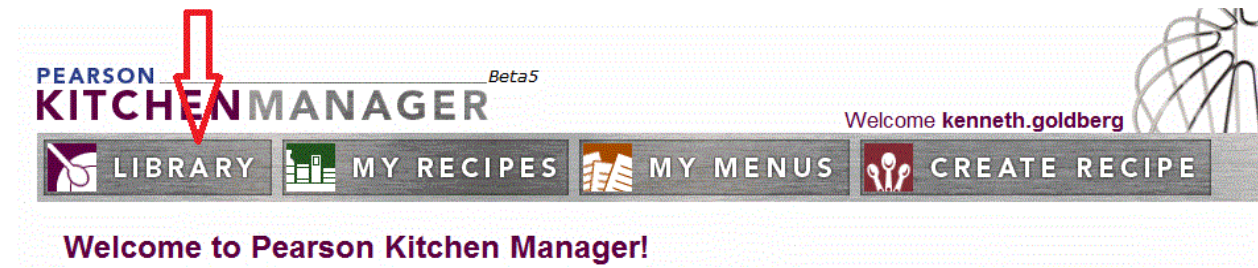 PEARSON
Beta5
KITCHENMANAGER
Welcome kenneth.goldberg
LIBRARY MY RECIPES MY MENUS CREATE RECIPE
Welcome to Pearson Kitchen Manager!